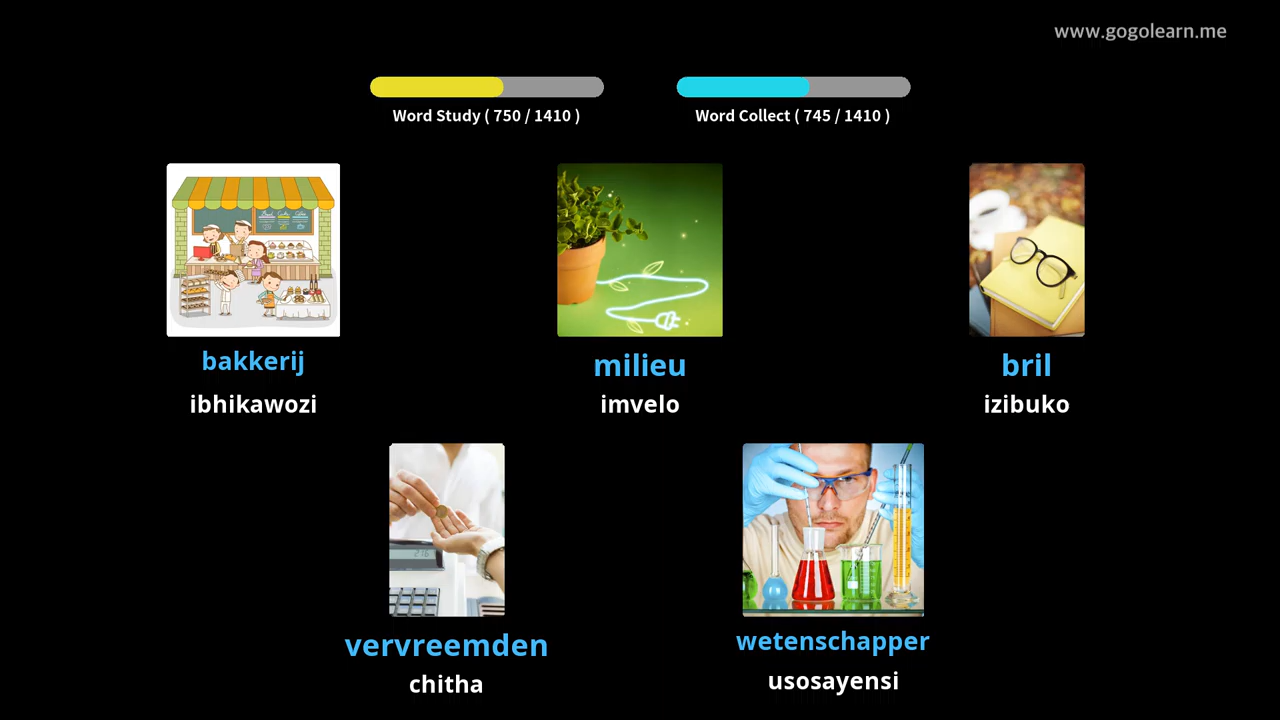 www.gogolearn.me
Word Study ( 750 / 1410 )
Word Collect ( 745 / 1410 )
bakkerij
milieu
bril
ibhikawozi
imvelo
izibuko
vervreemden
wetenschapper
chitha
usosayensi